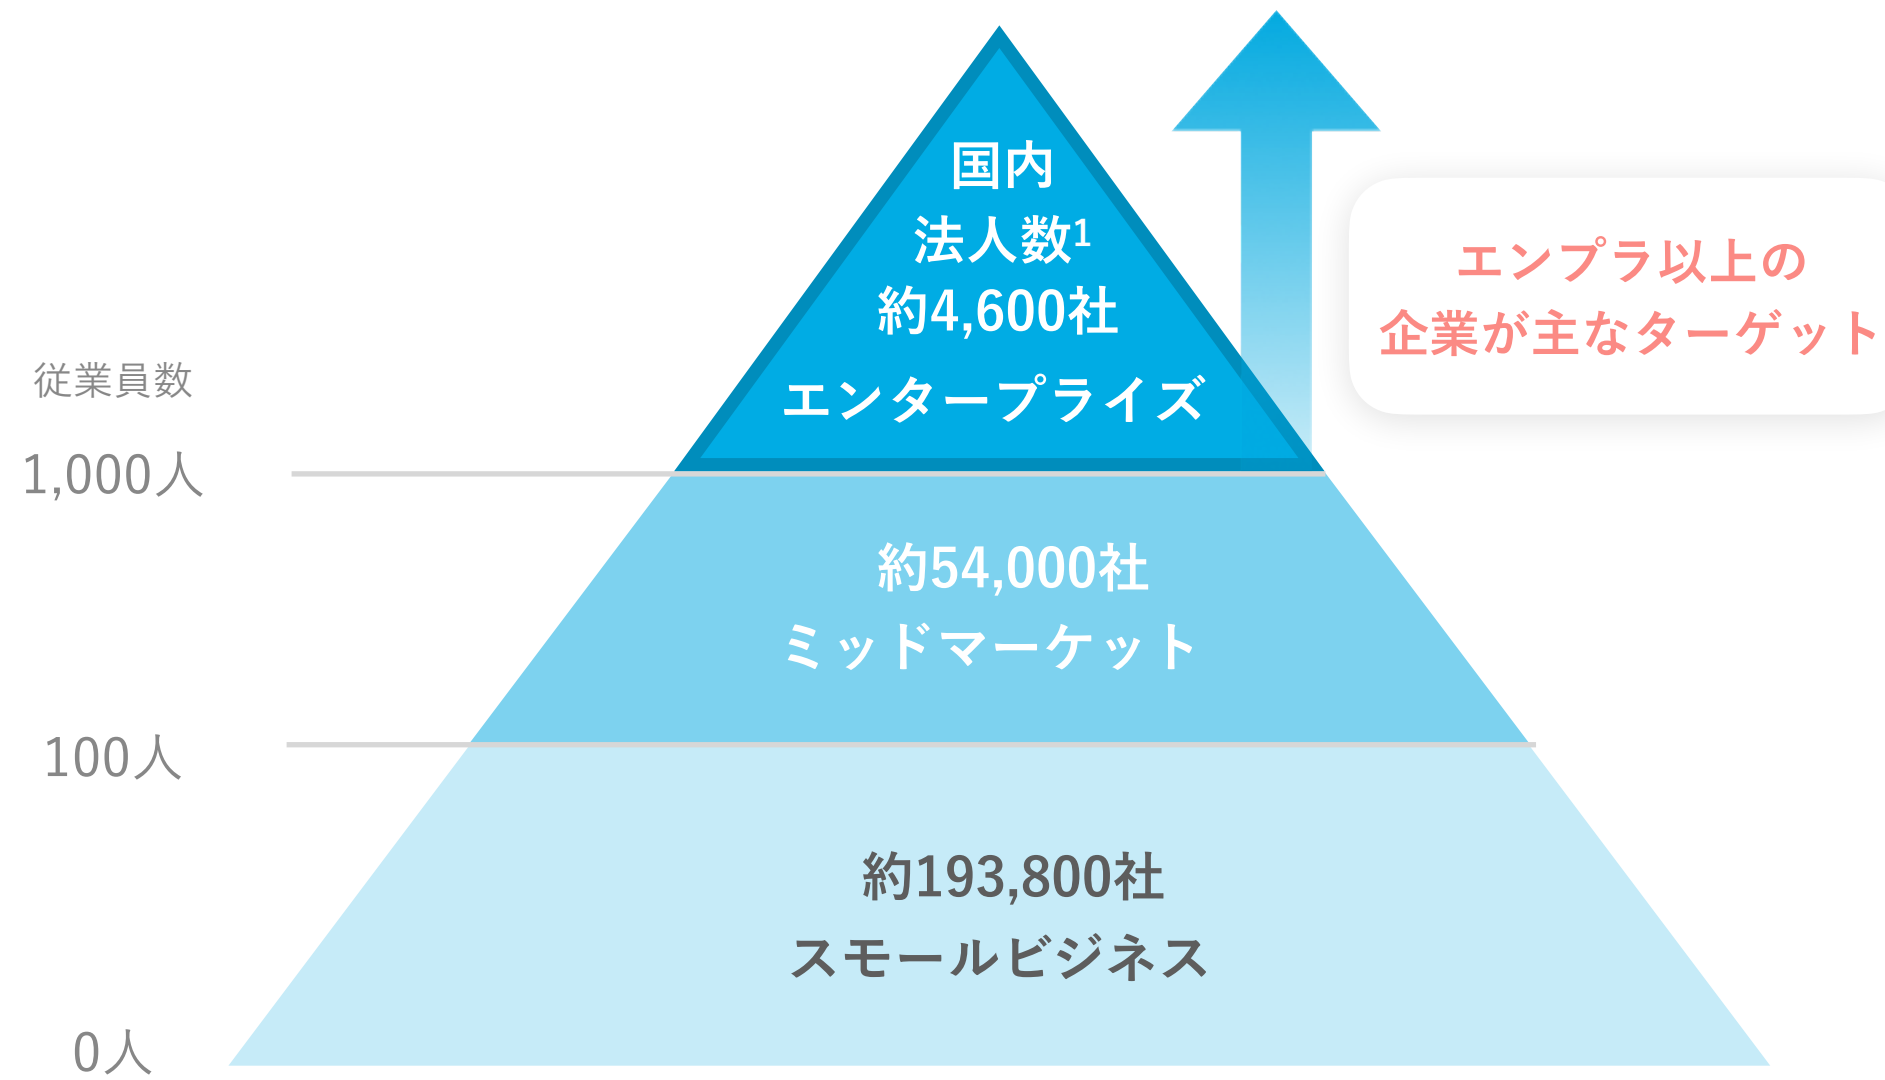 国内
法人数1
約4,600社
エンタープライズ
エンプラ以上の
企業が主なターゲット
従業員数
1,000人
約54,000社
ミッドマーケット
100人
約193,800社
スモールビジネス
0人